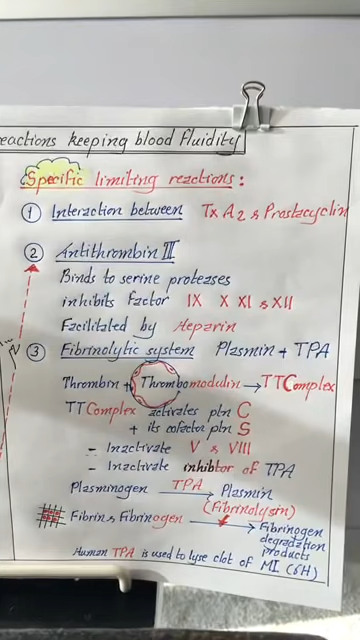 reactions keeping blood fluidity
Specific limiting reactions:
① Interaction between TxA2 & Prostacyclin
② Antithrombin III
Binds to serine proteases
inhibits Factor IX X XI & XII
Facilitated by Heparin
③ Fibrinolytic system Plasmin + TPA
Thrombin + Thrombomodulin → TTComplex
TTComplex activates ptn C
+ its cofactor ptn S
- Inactivate V & VIII
- Inactivate inhibitor of TPA
Plasminogen TPA → Plasmin
(Fibrinolysin)
Fibrin & Fibrinogen → Fibrinogen
degradation
products
Human TPA is used to lyse clot of MI (6H)